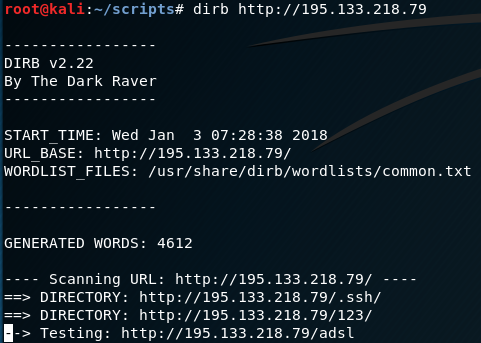 root@kali:~/scripts# dirb http://195.133.218.79
-----------------
DIRB v2.22
By The Dark Raver
-----------------
START_TIME: Wed Jan  3 07:28:38 2018
URL_BASE: http://195.133.218.79/
WORDLIST_FILES: /usr/share/dirb/wordlists/common.txt
-----------------
GENERATED WORDS: 4612
---- Scanning URL: http://195.133.218.79/ ----
==> DIRECTORY: http://195.133.218.79/.ssh/
==> DIRECTORY: http://195.133.218.79/123/
--> Testing: http://195.133.218.79/adsl